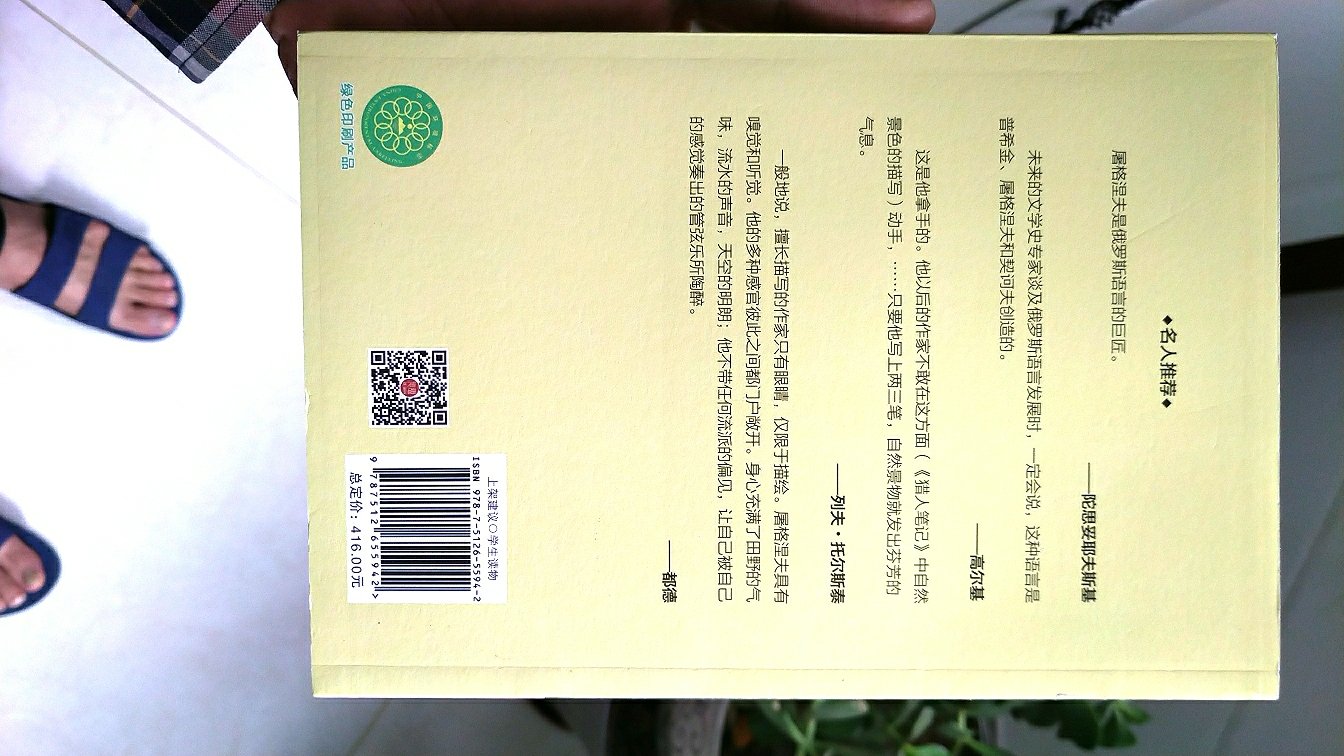 ◆名人推荐◆
屠格涅夫是俄罗斯语言的巨匠。
——陀思妥耶夫斯基
未来的文学史专家谈及俄罗斯语言发展时，一定会说，这种语言是
普希金、屠格涅夫和契诃夫创造的。
——高尔基
这是他拿手的。他以后的作家不敢在这方面（《猎人笔记》中自然
景色的描写）动手，……只要他写上两三笔，自然景物就发出芬芳的
气息。
——列夫·托尔斯泰
一般地说，擅长描写的作家只有眼睛，仅限于描绘。屠格涅夫具有
嗅觉和听觉。他的多种感官彼此之间都门户敞开。身心充满了田野的气
味，流水的声音，天空的明朗；他不带任何流派的偏见，让自己被自己
的感觉奏出的管弦乐所陶醉。
——都德
上架建议○学生读物
ISBN 978-7-5126-5594-2
9 787512 655942 >
总定价：416.00元
中国环境标志
CHINA ENVIRONMENTAL LABELLING
绿色印刷产品